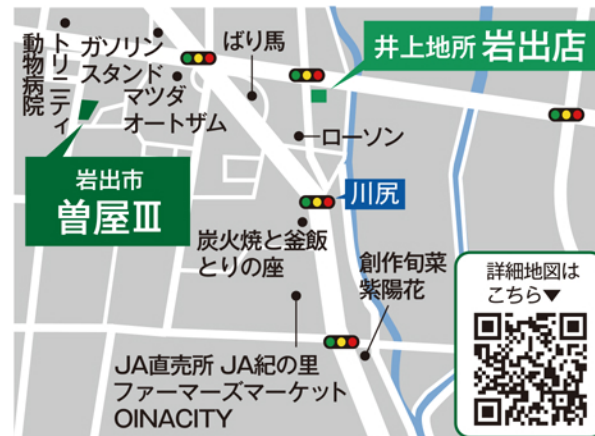 トリニティ
動物病院
ガソリン
スタンド
マツダ
オートザム
ばり馬
井上地所 岩出店
ローソン
岩出市
曽屋Ⅲ
川尻
炭火焼と釜飯
とりの座
創作旬菜
紫陽花
詳細地図は
こちら▼
JA直売所 JA紀の里
ファーマーズマーケット
OINACITY